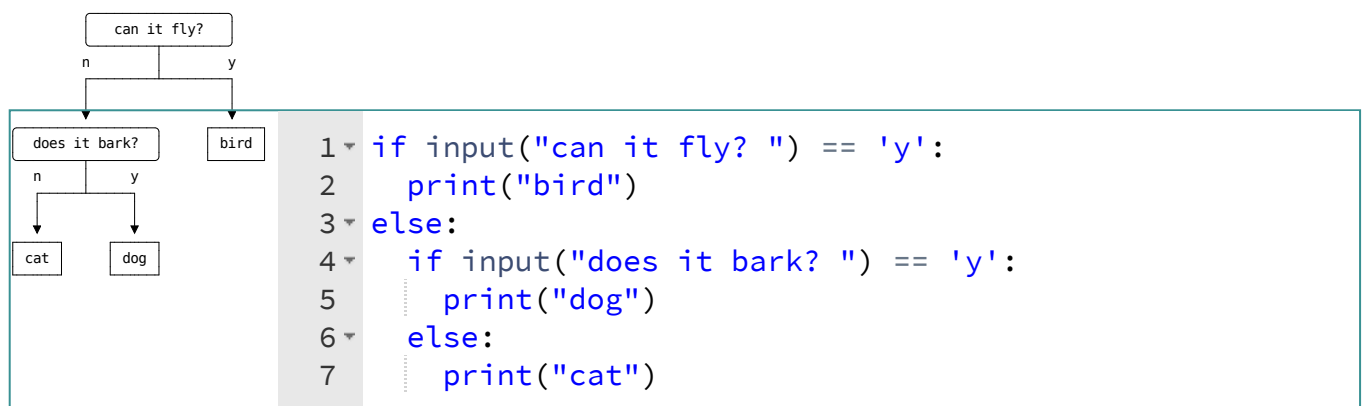 can it fly?
n y
does it bark? bird
n y
cat dog
1 if input("can it fly? ") == 'y':
2   print("bird")
3 else:
4   if input("does it bark? ") == 'y':
5     print("dog")
6   else:
7     print("cat")